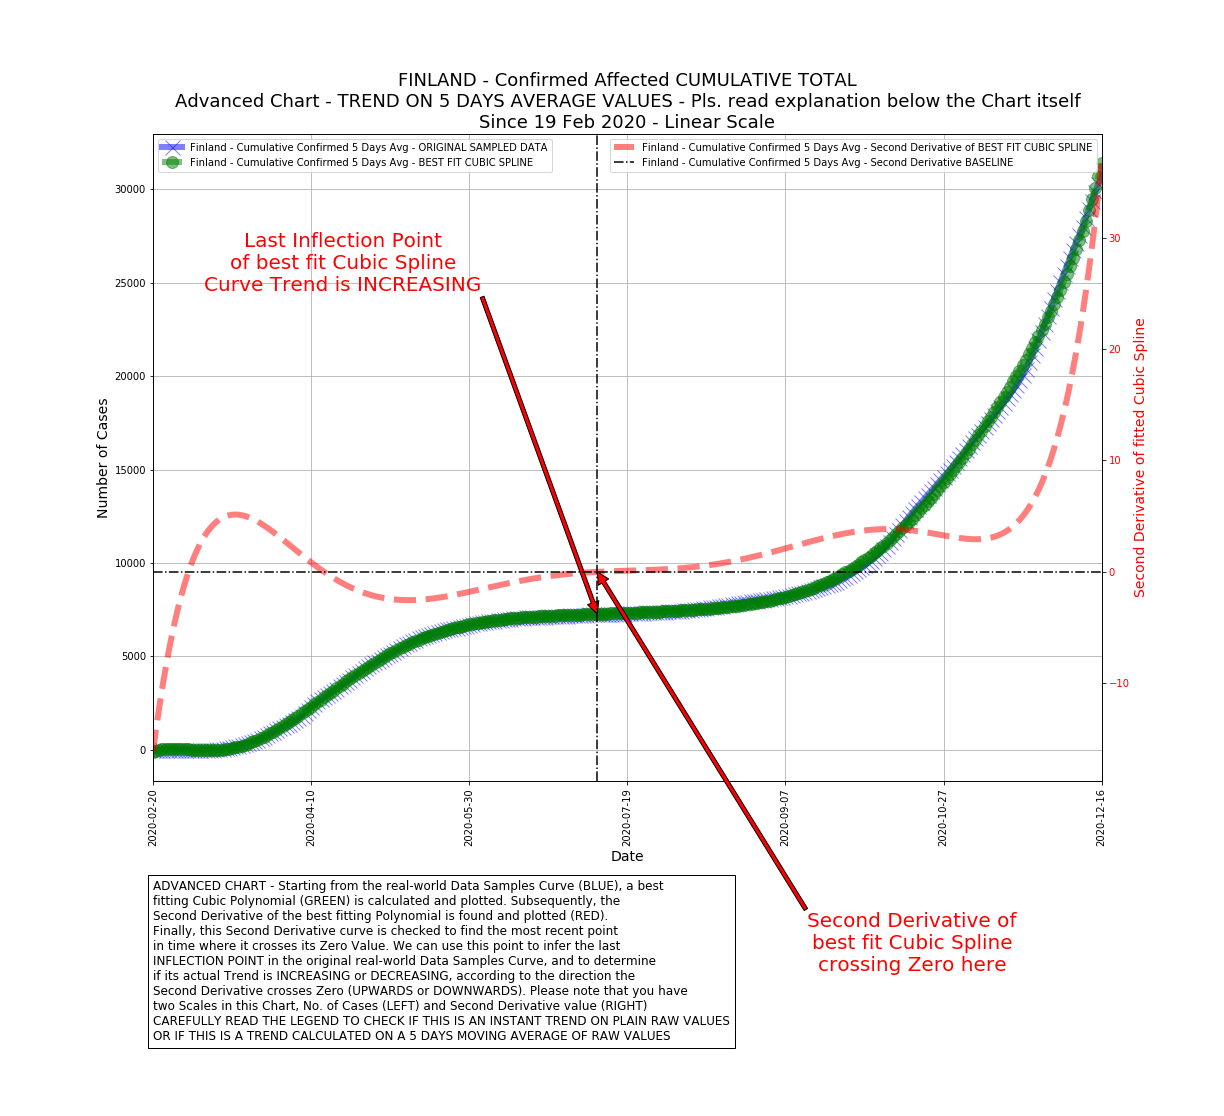 FINLAND - Confirmed Affected CUMULATIVE TOTAL
Advanced Chart - TREND ON 5 DAYS AVERAGE VALUES - Pls. read explanation below the Chart itself
Since 19 Feb 2020 - Linear Scale
Finland - Cumulative Confirmed 5 Days Avg - ORIGINAL SAMPLED DATA
Finland - Cumulative Confirmed 5 Days Avg - BEST FIT CUBIC SPLINE
Finland - Cumulative Confirmed 5 Days Avg - Second Derivative of BEST FIT CUBIC SPLINE
Finland - Cumulative Confirmed 5 Days Avg - Second Derivative BASELINE
Last Inflection Point
of best fit Cubic Spline
Curve Trend is INCREASING
Number of Cases
30000
25000
20000
15000
10000
5000
0
30
20
10
0
−10
Second Derivative of fitted Cubic Spline
2020-02-20
2020-04-10
2020-05-30
2020-07-19
2020-09-07
2020-10-27
2020-12-16
Date
ADVANCED CHART - Starting from the real-world Data Samples Curve (BLUE), a best
fitting Cubic Polynomial (GREEN) is calculated and plotted. Subsequently, the
Second Derivative of the best fitting Polynomial is found and plotted (RED).
Finally, this Second Derivative curve is checked to find the most recent point
in time where it crosses its Zero Value. We can use this point to infer the last
INFLECTION POINT in the original real-world Data Samples Curve, and to determine
if its actual Trend is INCREASING or DECREASING, according to the direction the
Second Derivative crosses Zero (UPWARDS or DOWNWARDS). Please note that you have
two Scales in this Chart, No. of Cases (LEFT) and Second Derivative value (RIGHT)
CAREFULLY READ THE LEGEND TO CHECK IF THIS IS AN INSTANT TREND ON PLAIN RAW VALUES
OR IF THIS IS A TREND CALCULATED ON A 5 DAYS MOVING AVERAGE OF RAW VALUES
Second Derivative of
best fit Cubic Spline
crossing Zero here